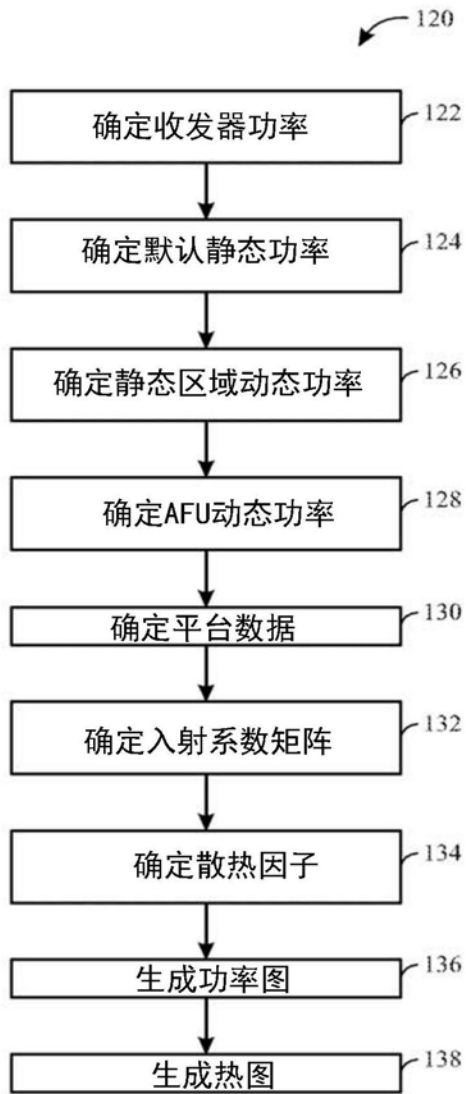 120
确定收发器功率
122
确定默认静态功率
124
确定静态区域动态功率
126
确定AFU动态功率
128
确定平台数据
130
确定入射系数矩阵
132
确定散热因子
134
生成功率图
136
生成热图
138